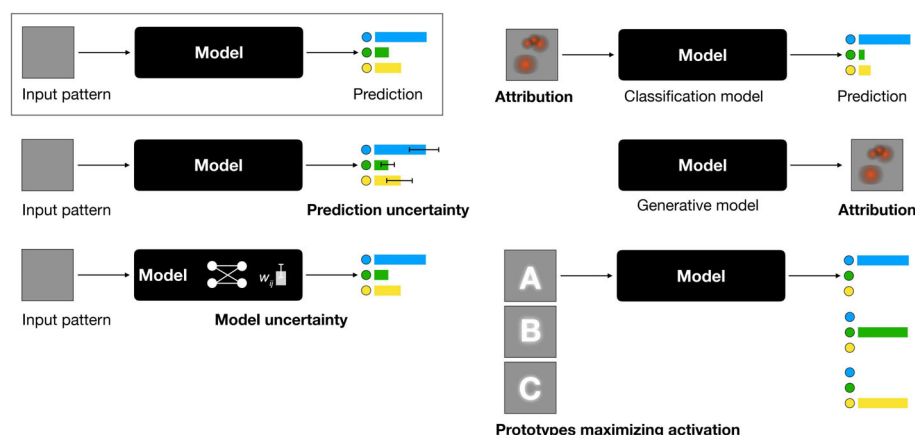 Model
Input pattern
Prediction
Model
Input pattern
Prediction uncertainty
Model
w_ij
Input pattern
Model uncertainty
Model
Attribution
Classification model
Prediction
Model
Generative model
Attribution
A
Model
B
C
Prototypes maximizing activation